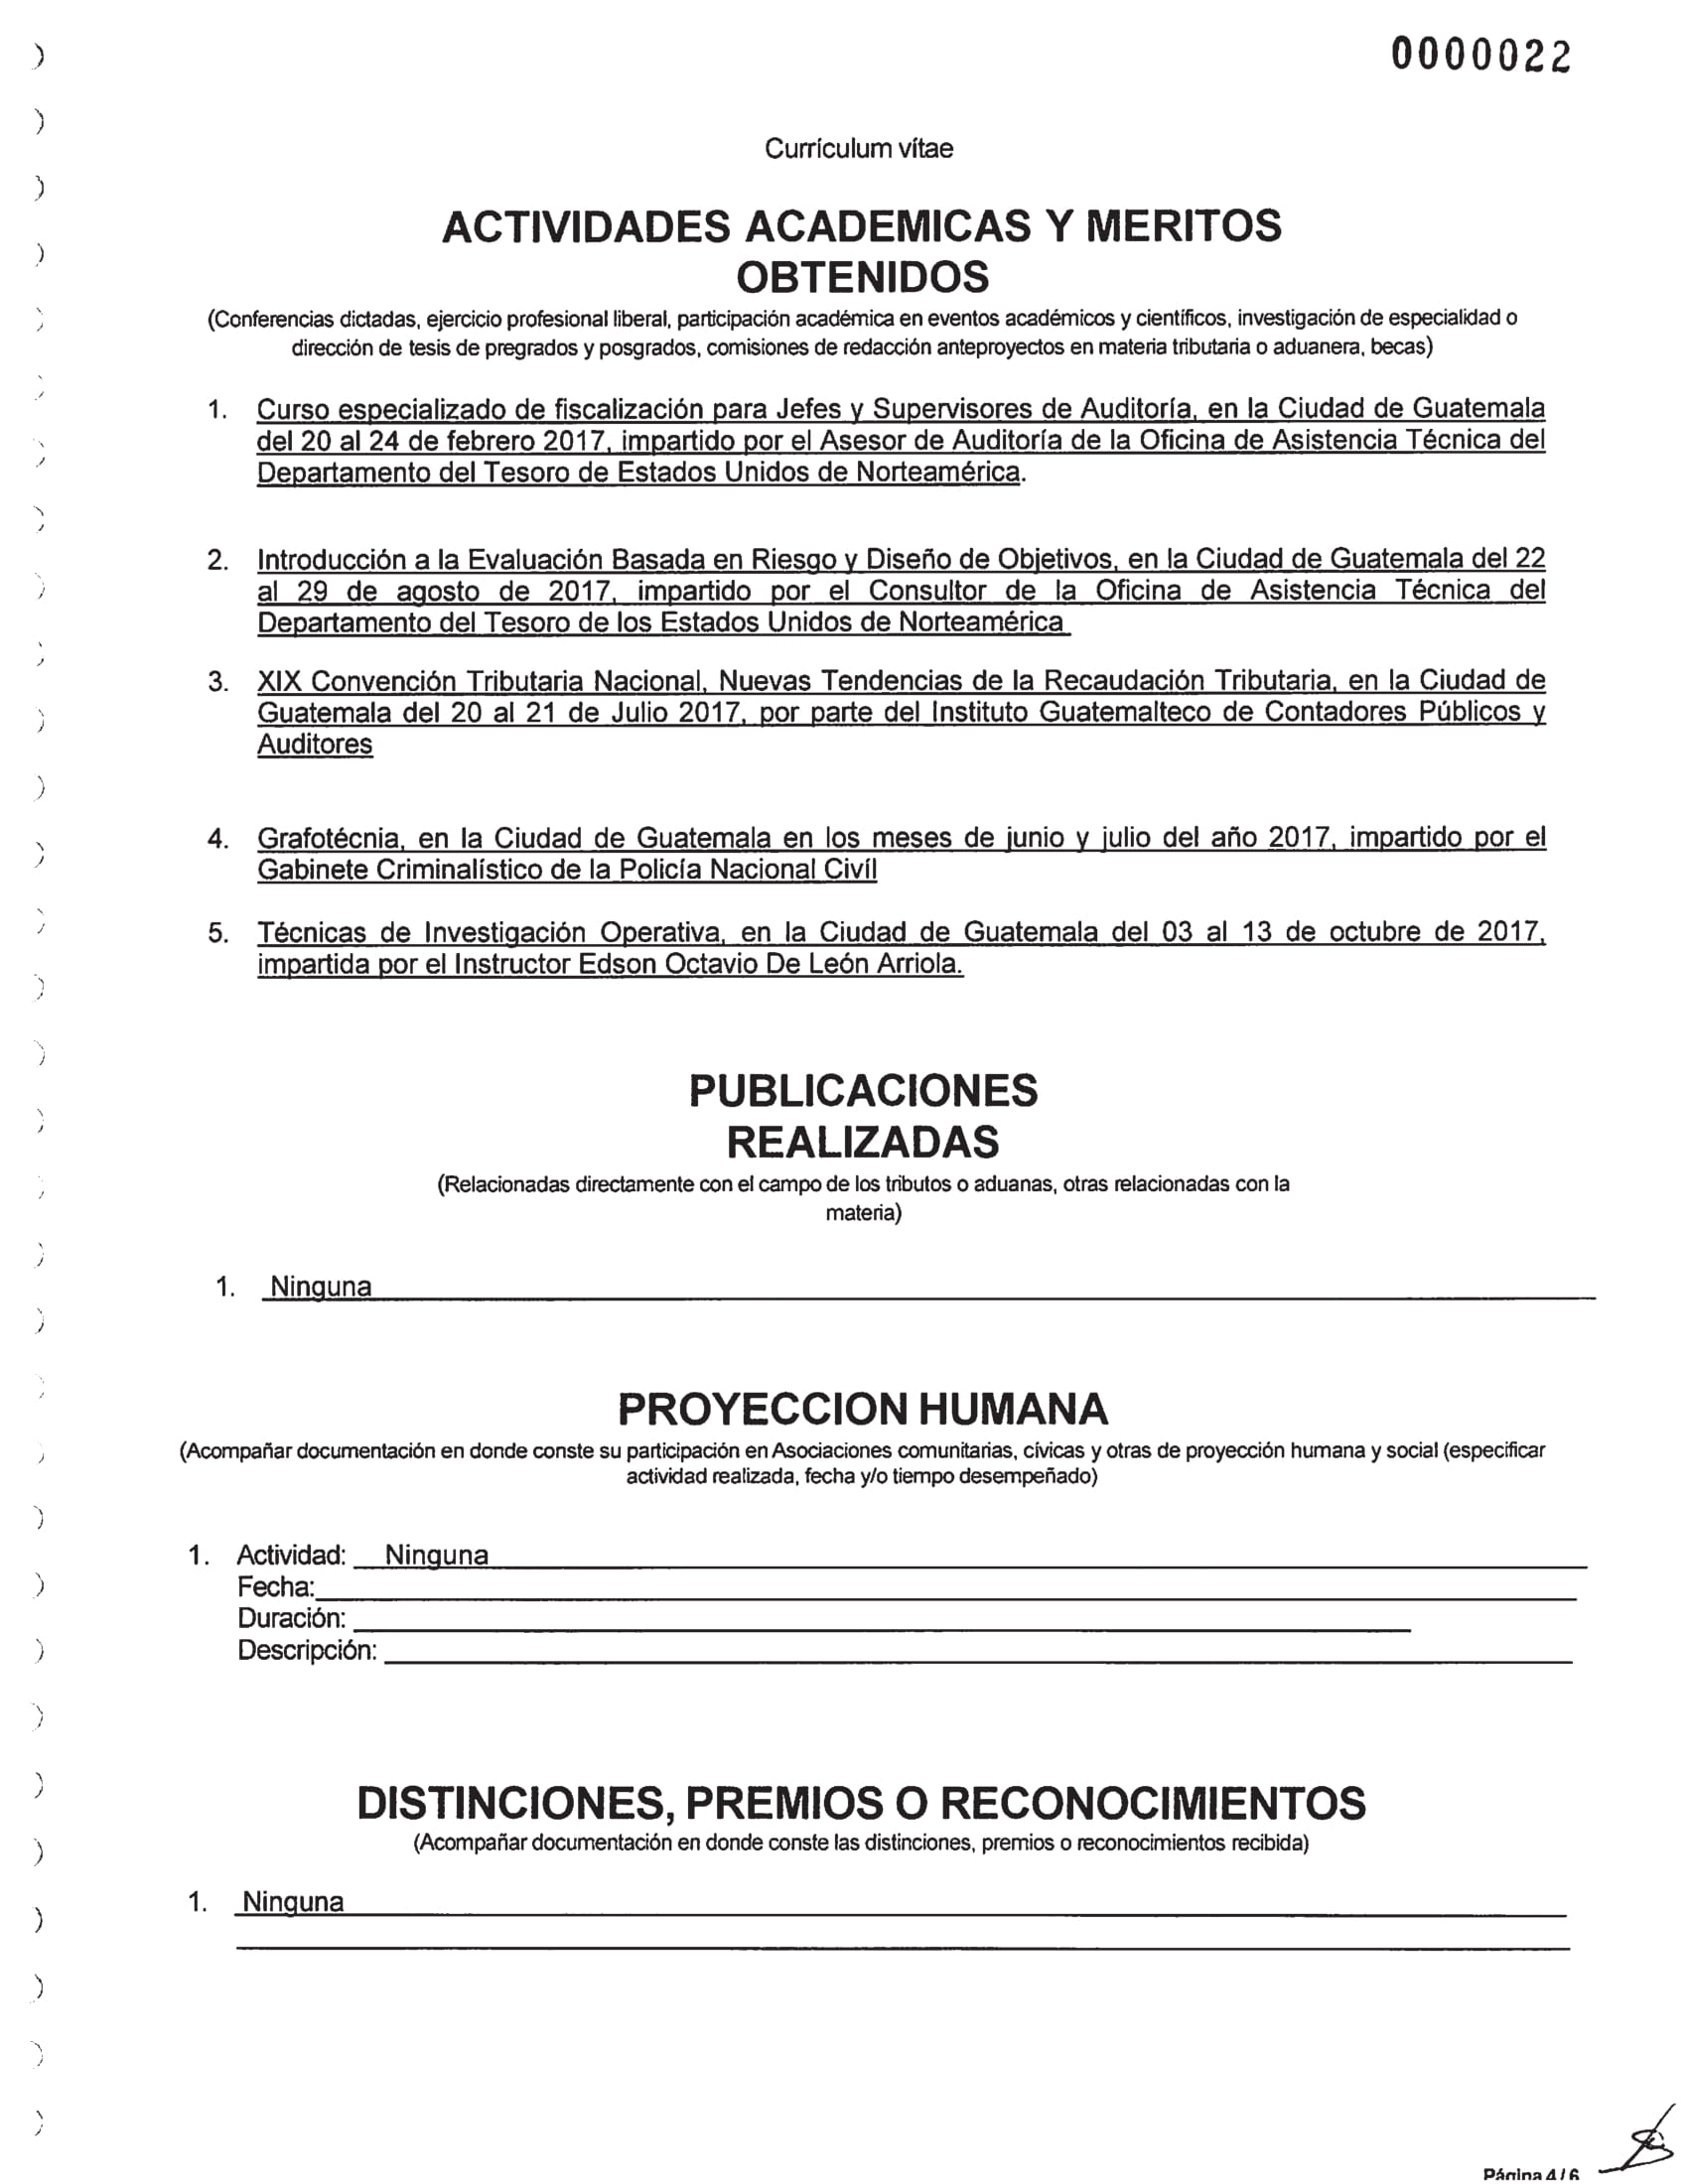 0000022
Currículum vítae
ACTIVIDADES ACADEMICAS Y MERITOS
OBTENIDOS
(Conferencias dictadas, ejercicio profesional liberal, participación académica en eventos académicos y científicos, investigación de especialidad o
dirección de tesis de pregrados y posgrados, comisiones de redacción anteproyectos en materia tributaria o aduanera, becas)
1. Curso especializado de fiscalización para Jefes y Supervisores de Auditoría, en la Ciudad de Guatemala
del 20 al 24 de febrero 2017, impartido por el Asesor de Auditoría de la Oficina de Asistencia Técnica del
Departamento del Tesoro de Estados Unidos de Norteamérica.
2. Introducción a la Evaluación Basada en Riesgo y Diseño de Objetivos, en la Ciudad de Guatemala del 22
al 29 de agosto de 2017, impartido por el Consultor de la Oficina de Asistencia Técnica del
Departamento del Tesoro de los Estados Unidos de Norteamérica
3. XIX Convención Tributaria Nacional, Nuevas Tendencias de la Recaudación Tributaria, en la Ciudad de
Guatemala del 20 al 21 de Julio 2017, por parte del Instituto Guatemalteco de Contadores Públicos y
Auditores
4. Grafotécnia, en la Ciudad de Guatemala en los meses de junio y julio del año 2017, impartido por el
Gabinete Criminalístico de la Policía Nacional Civíl
5. Técnicas de Investigación Operativa, en la Ciudad de Guatemala del 03 al 13 de octubre de 2017,
impartida por el Instructor Edson Octavio De León Arriola.
PUBLICACIONES
REALIZADAS
(Relacionadas directamente con el campo de los tributos o aduanas, otras relacionadas con la
materia)
1. Ninguna
PROYECCION HUMANA
(Acompañar documentación en donde conste su participación en Asociaciones comunitarias, cívicas y otras de proyección humana y social (especificar
actividad realizada, fecha y/o tiempo desempeñado)
1. Actividad: Ninguna
Fecha:
Duración:
Descripción:
DISTINCIONES, PREMIOS O RECONOCIMIENTOS
(Acompañar documentación en donde conste las distinciones, premios o reconocimientos recibida)
1. Ninguna
Página 4 / 6